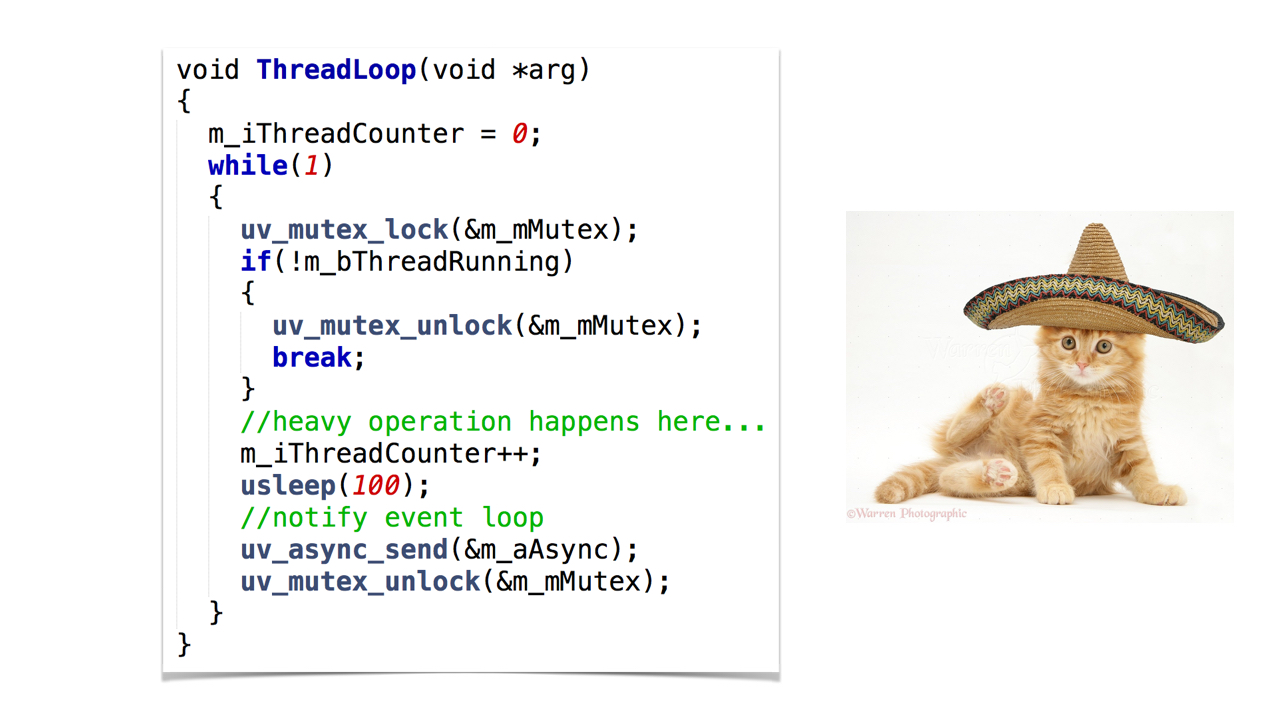 void ThreadLoop(void *arg)
{
m_iThreadCounter = 0;
while(1)
{
uv_mutex_lock(&m_mMutex);
if(!m_bThreadRunning)
{
uv_mutex_unlock(&m_mMutex);
break;
}
//heavy operation happens here...
m_iThreadCounter++;
usleep(100);
//notify event loop
uv_async_send(&m_aAsync);
uv_mutex_unlock(&m_mMutex);
}
}
©Warren Photographic